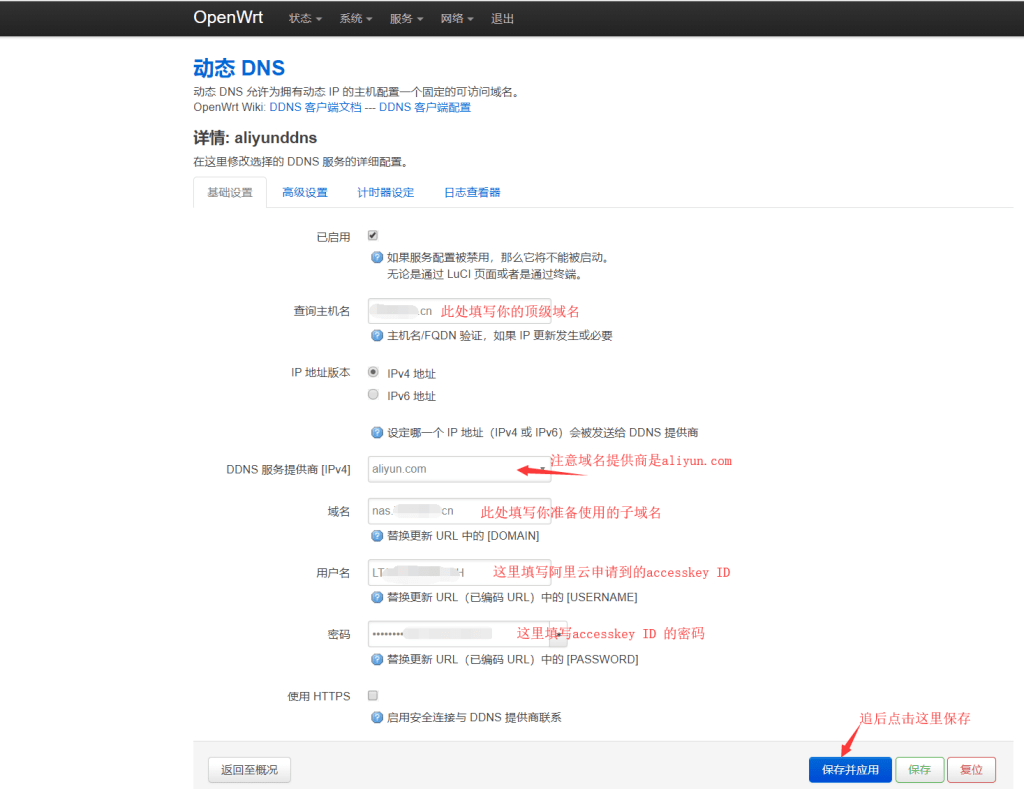 OpenWrt 状态 系统 服务 网络 退出
动态 DNS
动态 DNS 允许为拥有动态 IP 的主机配置一个固定的可访问域名。
OpenWrt Wiki: DDNS 客户端文档 --- DDNS 客户端配置
详情: aliyunddns
在这里修改选择的 DDNS 服务的详细配置。
基础设置 高级设置 计时器设定 日志查看器
已启用
如果服务配置被禁用，那么它将不能被启动。
无论是通过 LuCI 页面或者是通过终端。
查询主机名 .cn 此处填写你的顶级域名
主机名/FQDN 验证，如果 IP 更新发生或必要
IP 地址版本 IPv4 地址
IPv6 地址
设定哪一个 IP 地址（IPv4 或 IPv6）会被发送给 DDNS 提供商
DDNS 服务提供商 [IPv4] aliyun.com 注意域名提供商是aliyun.com
域名 nas. cn 此处填写你准备使用的子域名
替换更新 URL 中的 [DOMAIN]
用户名 LT H 这里填写阿里云申请到的accesskey ID
替换更新 URL（已编码 URL）中的 [USERNAME]
密码 •••••••• 这里填写accesskey ID 的密码
替换更新 URL（已编码 URL）中的 [PASSWORD]
使用 HTTPS
启用安全连接与 DDNS 提供商联系
追后点击这里保存
返回至概况 保存并应用 保存 复位